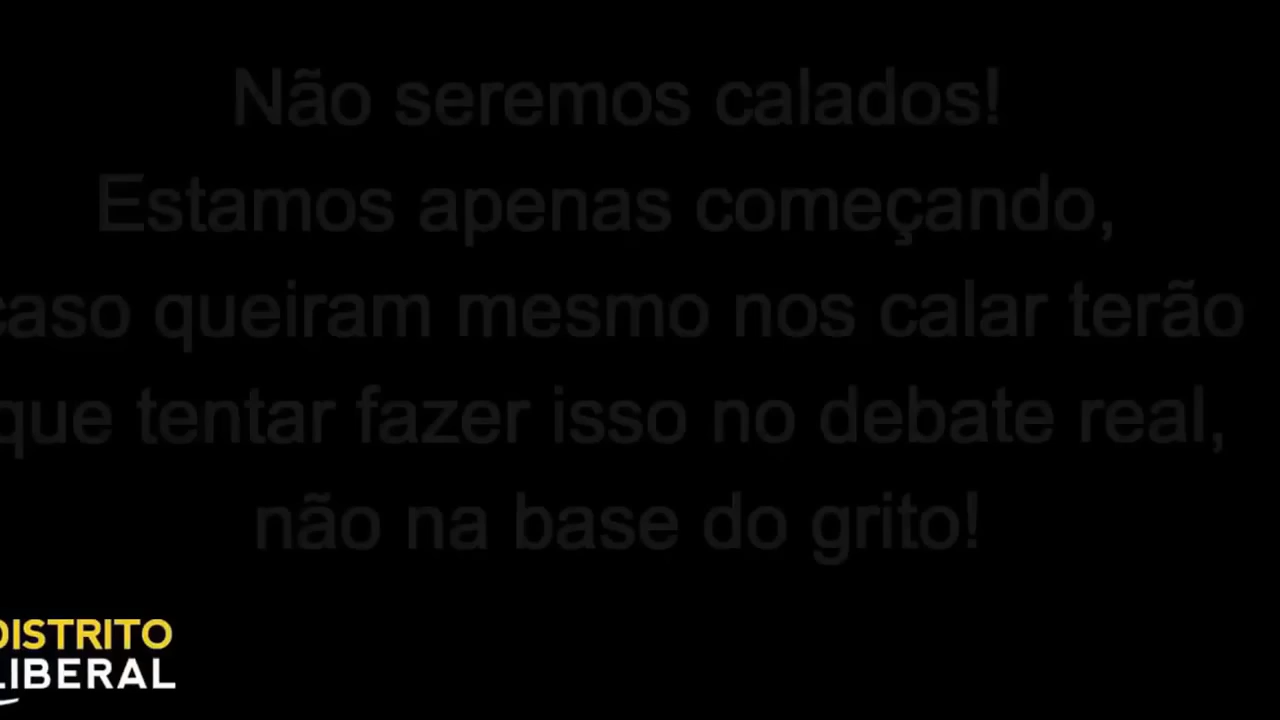 Não seremos calados!
Estamos apenas começando,
caso queiram mesmo nos calar terão
que tentar fazer isso no debate real,
não na base do grito!
DISTRITO
LIBERAL